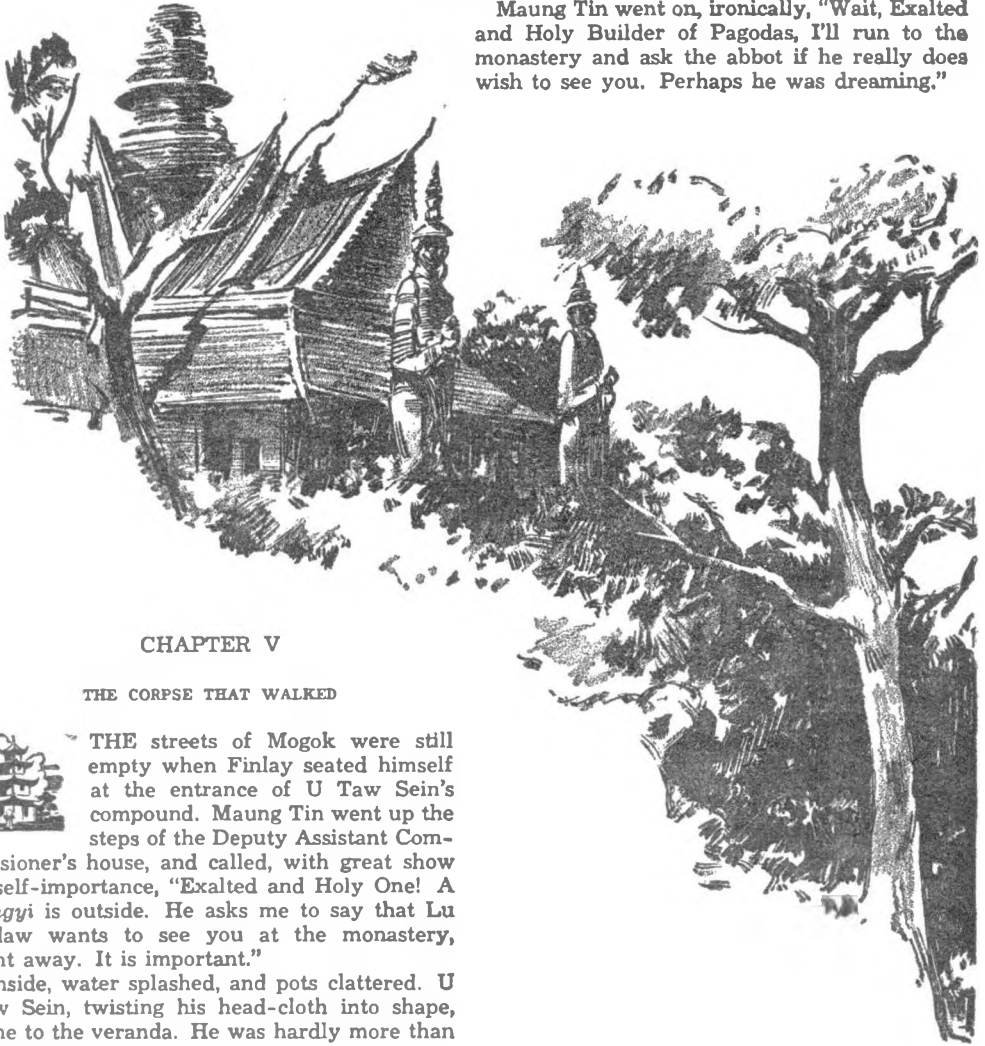 CHAPTER V
THE CORPSE THAT WALKED
THE streets of Mogok were still
empty when Finlay seated himself
at the entrance of U Taw Sein's
compound. Maung Tin went up the
steps of the Deputy Assistant Com-
sioner's house, and called, with great show
self-importance, "Exalted and Holy One! A
gyi is outside. He asks me to say that Lu
law wants to see you at the monastery,
ht away. It is important."
nside, water splashed, and pots clattered. U
w Sein, twisting his head-cloth into shape,
ne to the veranda. He was hardly more than
Maung Tin went on, ironically, "Wait, Exalted
and Holy Builder of Pagodas, I'll run to the
monastery and ask the abbot if he really does
wish to see you. Perhaps he was dreaming."